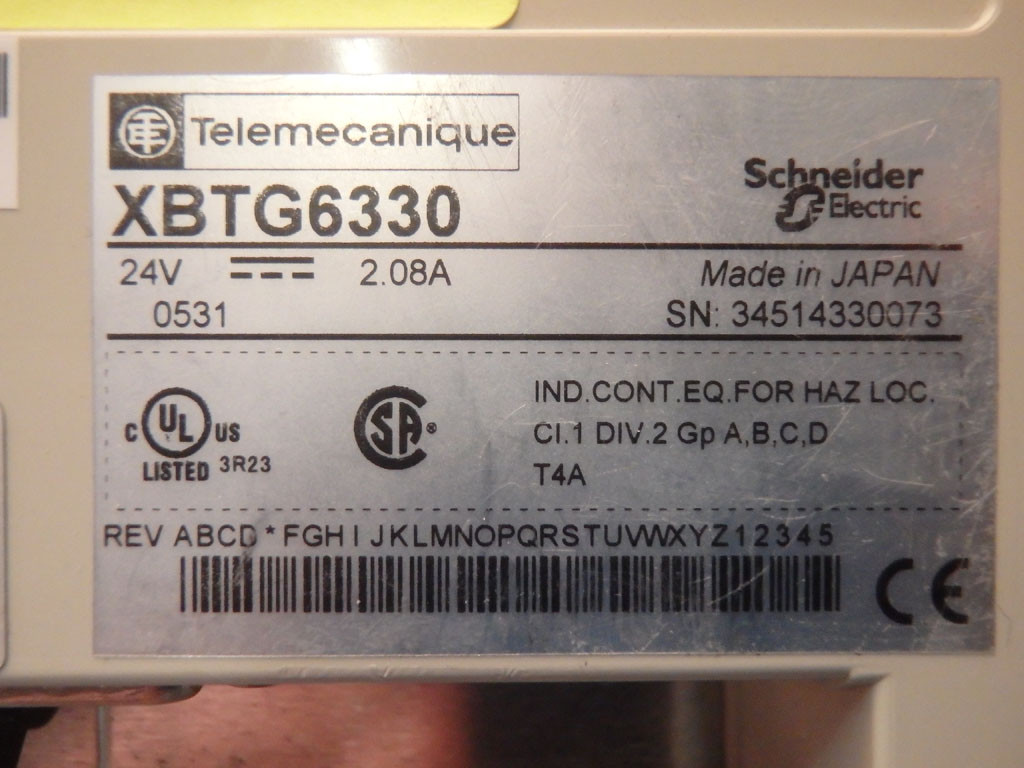 Telemecanique
XBTG6330
Schneider
Electric
24V 2.08A Made in JAPAN
0531 SN: 34514330073
IND.CONT.EQ.FOR HAZ LOC.
C UL US CI.1 DIV.2 Gp A,B,C,D
LISTED 3R23 SA® T4A
REV ABCD*FGHIJKLMNOPQRSTUVWXYZ12345
CE